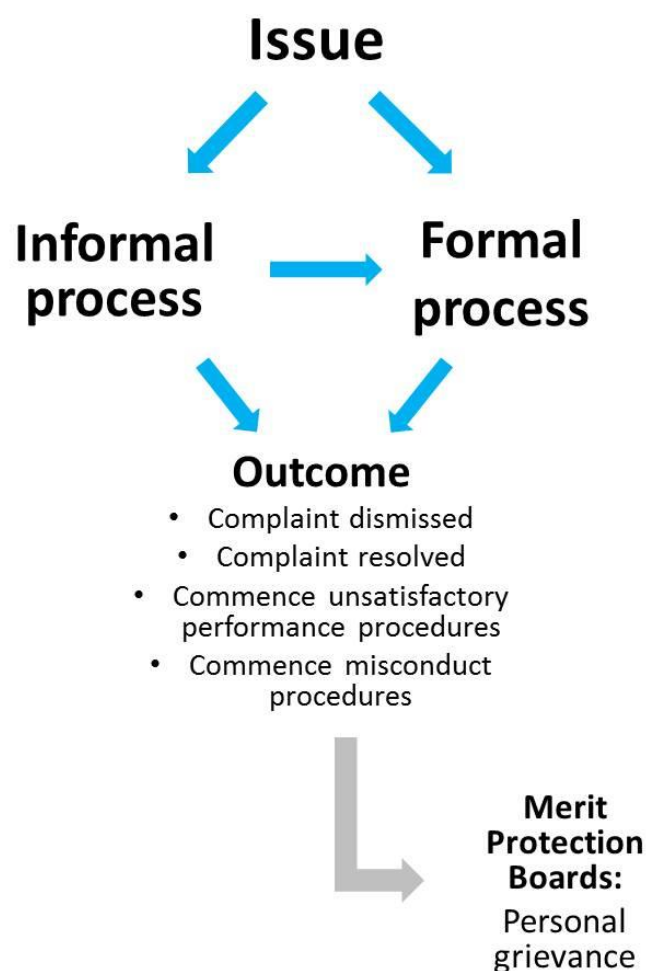 Issue
Informal
process
Formal
process
Outcome
• Complaint dismissed
• Complaint resolved
• Commence unsatisfactory
performance procedures
• Commence misconduct
procedures
Merit
Protection
Boards:
Personal
grievance